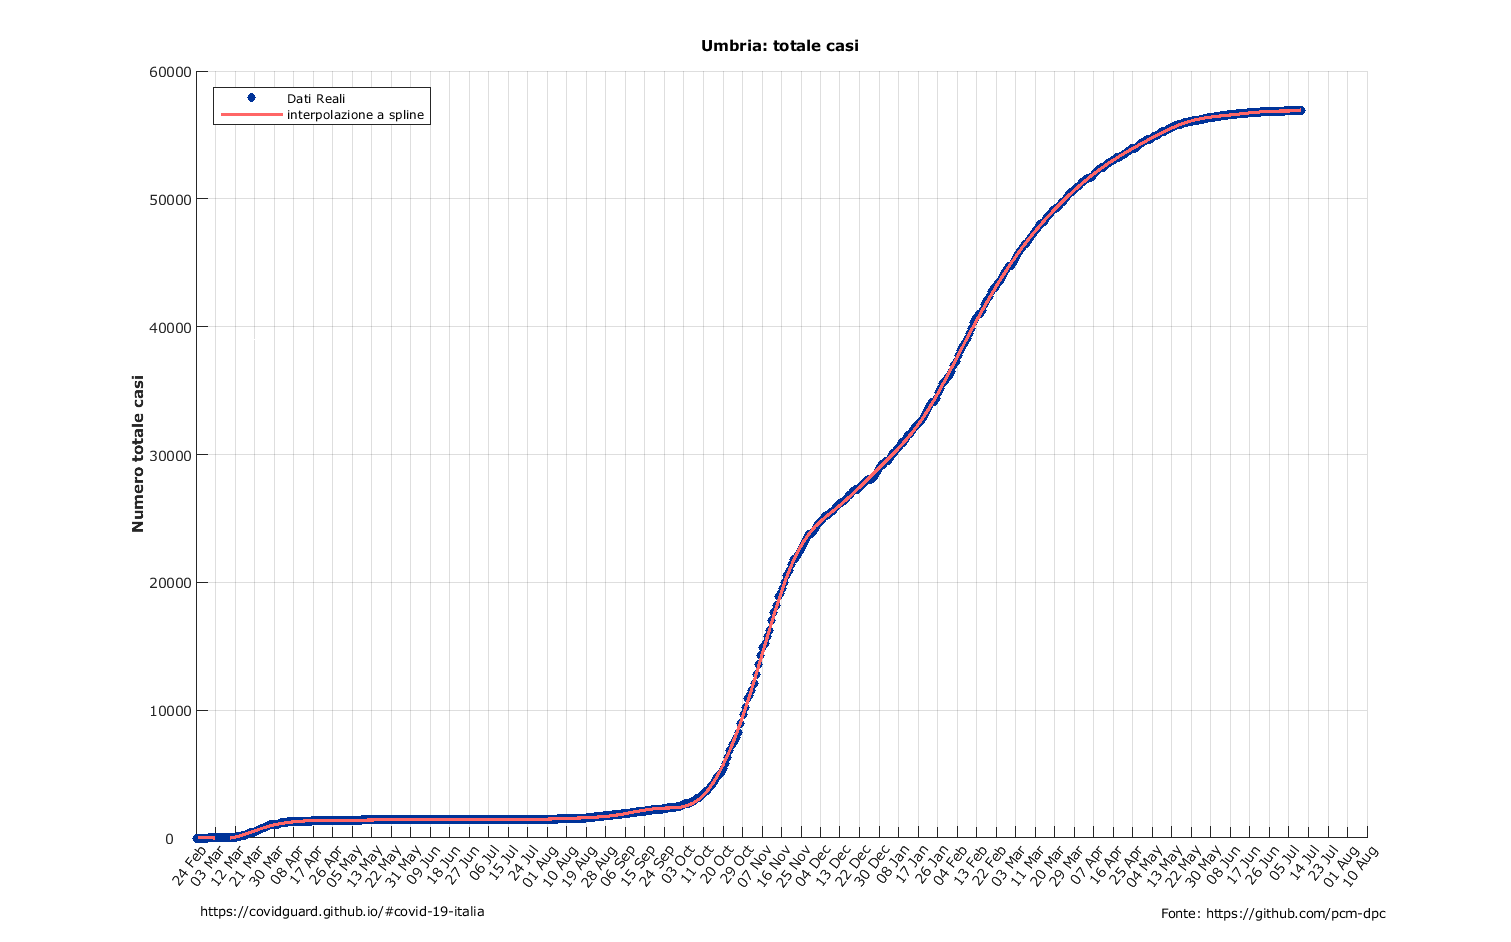 Umbria: totale casi
60000
50000
40000
30000
20000
10000
0
Numero totale casi
Dati Reali
interpolazione a spline
24 Feb
03 Mar
12 Mar
21 Mar
30 Mar
08 Apr
17 Apr
26 Apr
05 May
13 May
22 May
31 May
09 Jun
18 Jun
27 Jul
06 Jul
15 Jul
24 Jul
01 Aug
10 Aug
19 Aug
28 Aug
06 Sep
15 Sep
24 Sep
03 Oct
11 Oct
20 Oct
29 Oct
07 Nov
16 Nov
25 Nov
04 Dec
13 Dec
22 Dec
30 Dec
08 Jan
17 Jan
26 Jan
04 Feb
13 Feb
22 Feb
03 Mar
11 Mar
20 Mar
29 Mar
07 Apr
16 Apr
25 Apr
04 May
13 May
22 May
30 May
08 Jun
17 Jun
26 Jun
05 Jul
14 Jul
23 Jul
01 Aug
10 Aug
https://covidguard.github.io/#covid-19-italia
Fonte: https://github.com/pcm-dpc